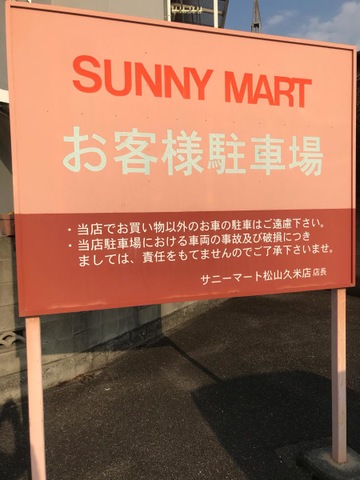 SUNNY MART
お客様駐車場
・当店でお買い物以外のお車の駐車はご遠慮下さい。
・当店駐車場における車両の事故及び破損につき
ましては、責任をもてませんのでご了承下さいませ。
サニーマート松山久米店 店長